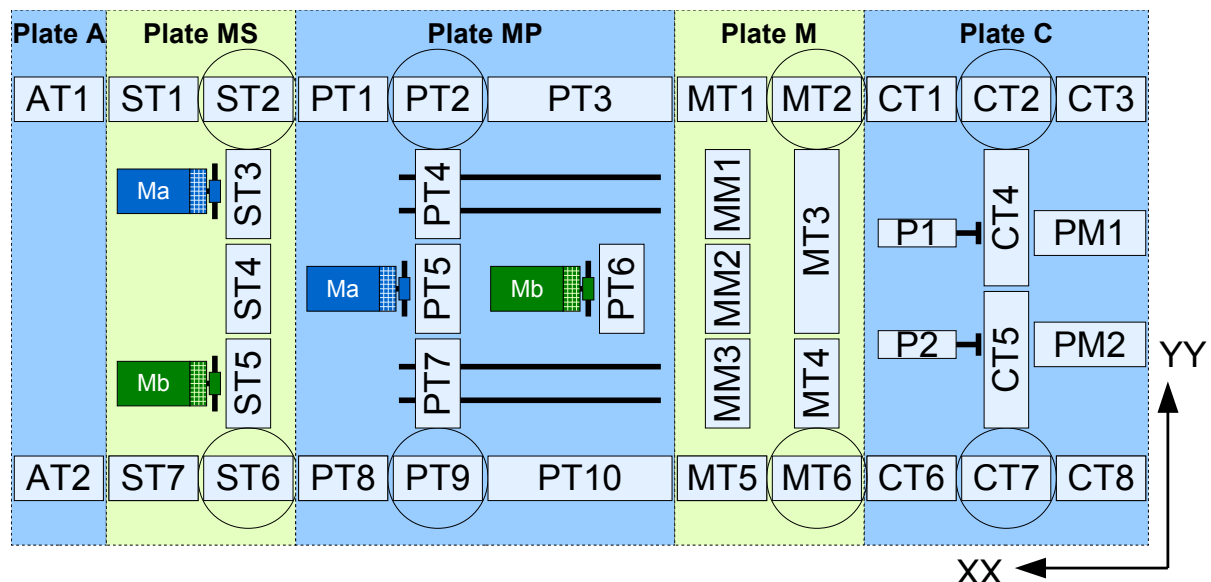 Plate A Plate MS Plate MP Plate M Plate C
AT1 ST1 ST2 PT1 PT2 PT3 MT1 MT2 CT1 CT2 CT3
Ma ST3 PT4 MM1 MT3 P1 CT4 PM1
ST4 Ma PT5 Mb PT6 MM2
Mb ST5 PT7 MM3 MT4 P2 CT5 PM2
YY
AT2 ST7 ST6 PT8 PT9 PT10 MT5 MT6 CT6 CT7 CT8
XX